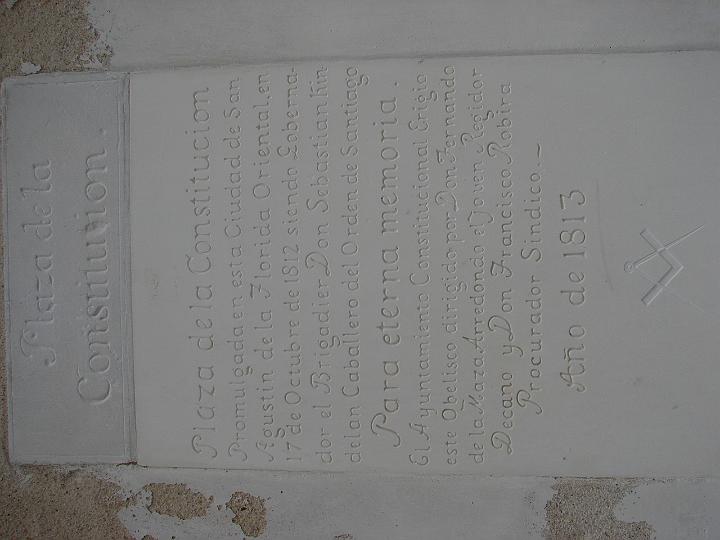 Plaza de la
Constitucion.
Plaza de la Constitucion
Promulgada en esta Ciudad de San
Agustin de la Florida Oriental en
17 de Octubre de 1812 siendo Goberna-
dor el Brigadier Don Sebastian Kin-
delan Caballero del Orden de Santiago
Para eterna memoria.
El Ayuntamiento Constitucional Erigio
este Obelisco dirigido por Don Fernando
de la Maza Arredondo el Joven Regidor
Decano y Don Francisco Robira
Procurador Sindico.—
Año de 1813